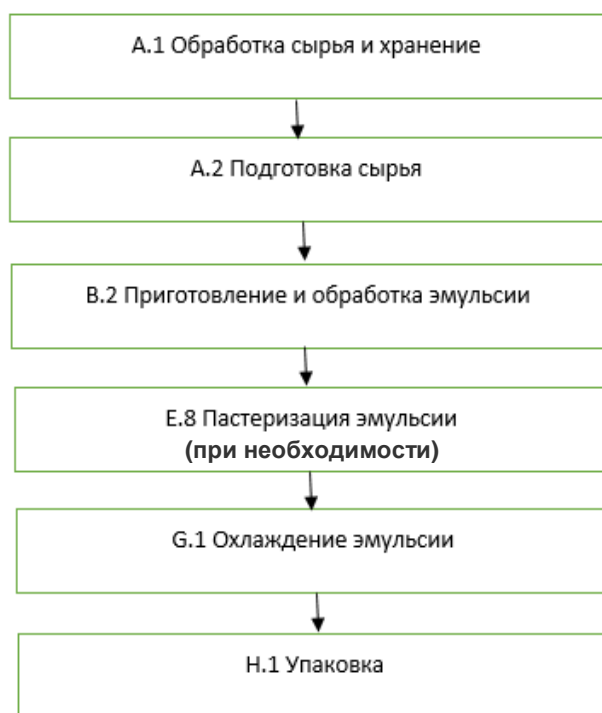 A.1 Обработка сырья и хранение
A.2 Подготовка сырья
B.2 Приготовление и обработка эмульсии
E.8 Пастеризация эмульсии
(при необходимости)
G.1 Охлаждение эмульсии
H.1 Упаковка